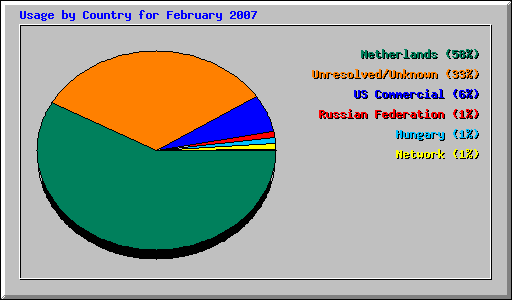 Usage by Country for February 2007
Netherlands (58%)
Unresolved/Unknown (33%)
US Commercial (6%)
Russian Federation (1%)
Hungary (1%)
Network (1%)